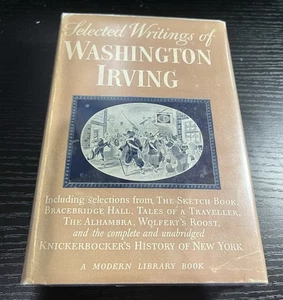 Selected Writings of
WASHINGTON
IRVING
Including selections from THE SKETCH BOOK,
BRACEBRIDGE HALL, TALES OF A TRAVELLER,
THE ALHAMBRA, WOLFERT'S ROOST,
and the complete and unabridged
KNICKERBOCKER'S HISTORY OF NEW YORK
A MODERN LIBRARY BOOK